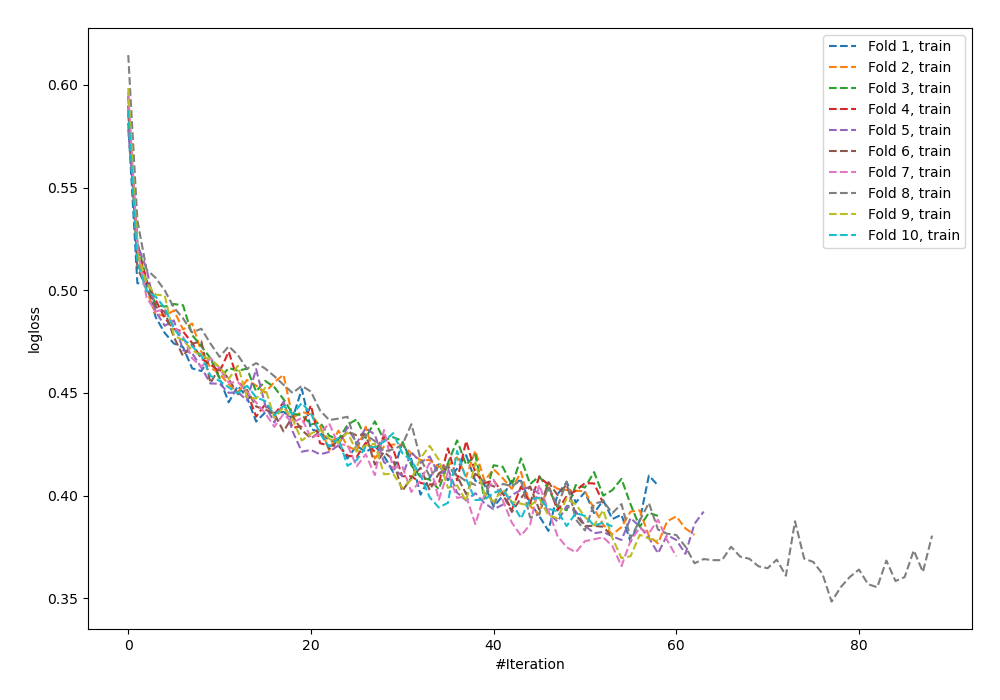 0.60
0.55
0.50
0.45
0.40
0.35
logloss
0
20
40
60
80
#Iteration
Fold 1, train
Fold 2, train
Fold 3, train
Fold 4, train
Fold 5, train
Fold 6, train
Fold 7, train
Fold 8, train
Fold 9, train
Fold 10, train